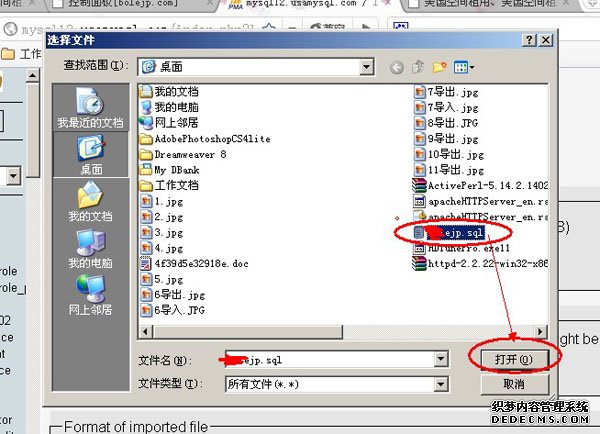 控制面板[bolejp.com]
mysql12.usamysql.com / l
美国空间租用、美国空间
选择文件
查找范围(I):
桌面
我最近的文档
桌面
我的文档
我的电脑
网上邻居
我的文档
我的电脑
网上邻居
AdobePhotoshopCS4lite
Dreamweaver 8
My DBank
工作文档
1.jpg
2.jpg
3.jpg
4.jpg
4f39d5e32918e.doc
5.jpg
6导出.jpg
6导入.JPG
7导出.jpg
7导入.jpg
8导出.JPG
9导出.jpg
10导出.jpg
11导出.jpg
ActivePerl-5.14.2.1402
apacheHTTPServer_en.ra
apacheHTTPServer_en.rs
ejp.sql
HDTunePro.exe11
httpd-2.2.22-win32-x86
文件名(N):
ejp.sql
打开(O)
文件类型(T):
所有文件(*.*)
取消
工作
role
role_p
02
ce
nt
ce
tor
8)
ght be
Format of imported file
织梦内容管理系统
DEDECMS.COM